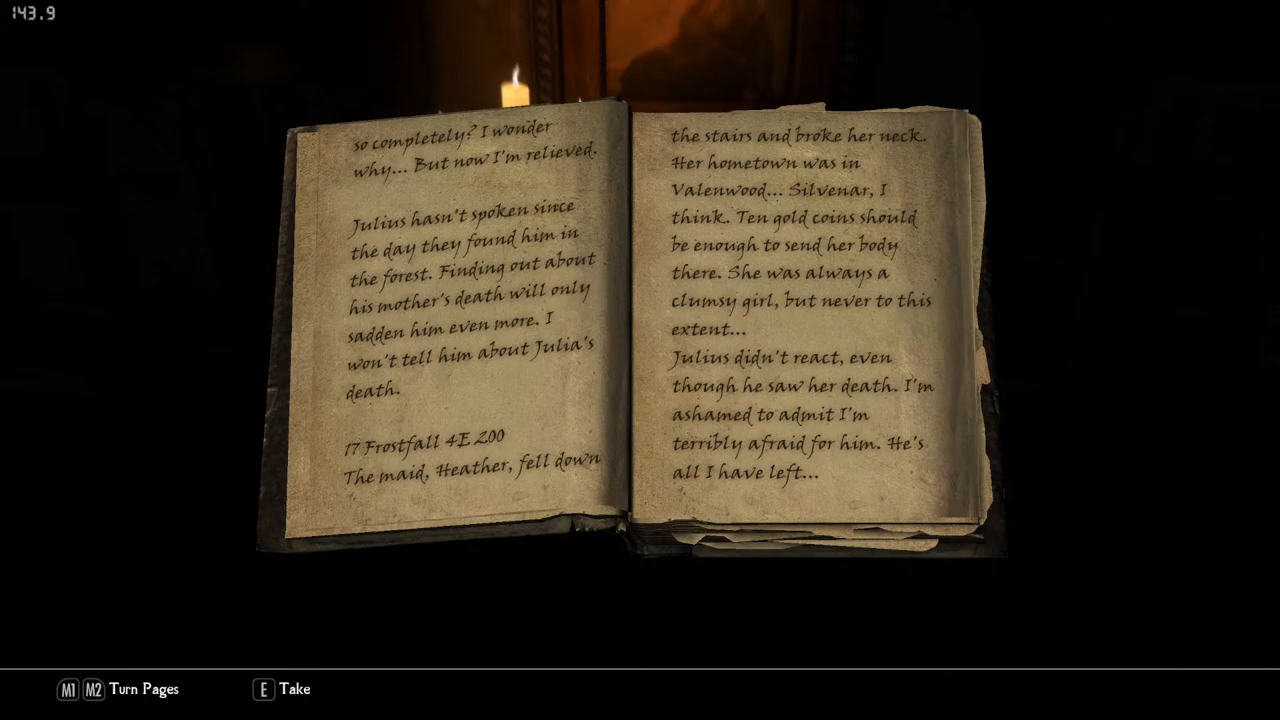 143.9
so completely? I wonder
why... But now I'm relieved.
Julius hasn't spoken since
the day they found him in
the forest. Finding out about
his mother's death will only
sadden him even more. I
won't tell him about Julia's
death.
17 Frostfall 4E 200
The maid, Heather, fell down
the stairs and broke her neck.
Her hometown was in
Valenwood... Silvenar, I
think. Ten gold coins should
be enough to send her body
there. She was always a
clumsy girl, but never to this
extent...
Julius didn't react, even
though he saw her death. I'm
ashamed to admit I'm
terribly afraid for him. He's
all I have left...
M1 M2 Turn Pages
E Take